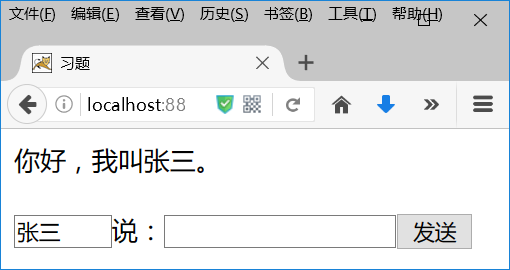 文件(F) 编辑(E) 查看(V) 历史(S) 书签(B) 工具(T) 帮助(H)
习题
localhost:88
你好，我叫张三。
张三说： 发送